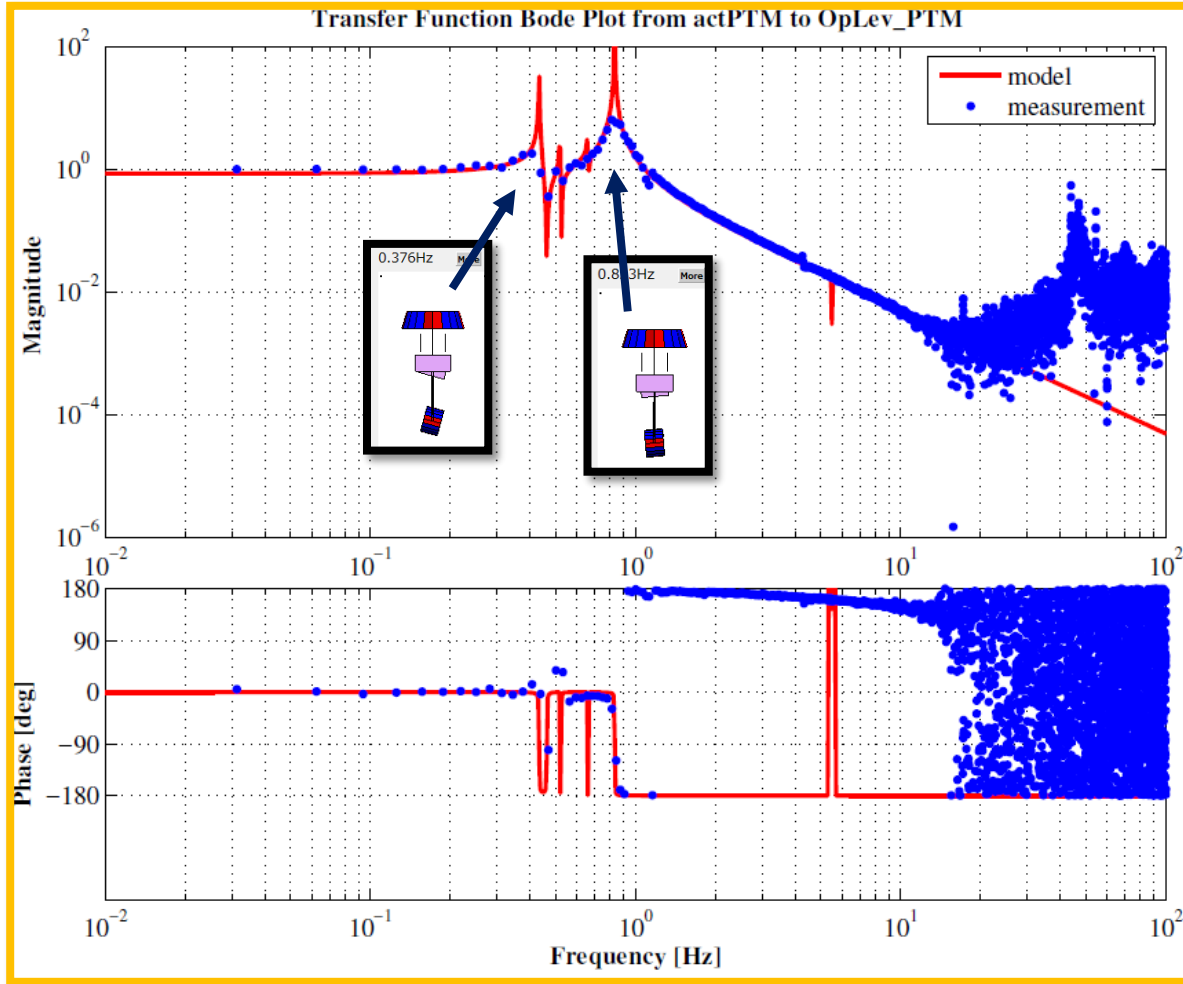 Transfer Function Bode Plot from actPTM to OpLev_PTM
10^2
10^0
10^−2
10^−4
10^−6
Magnitude
model
measurement
0.376Hz
More
10^−2
10^−1
10^0
10^1
10^2
180
90
0
−90
−180
Phase [deg]
10^−2
10^−1
10^0
10^1
10^2
Frequency [Hz]